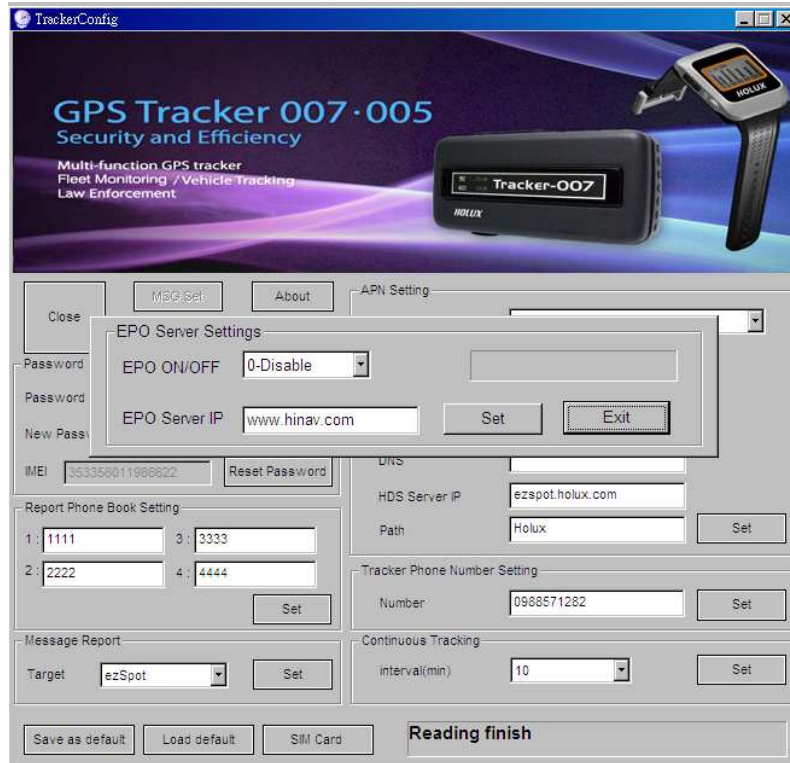 TrackerConfig
GPS Tracker 007·005
Security and Efficiency
Multi-function GPS tracker
Fleet Monitoring / Vehicle Tracking
Law Enforcement
HOLUX
Tracker-007
HOLUX
Close
MSG Set
About
APN Setting
EPO Server Settings
EPO ON/OFF
0-Disable
EPO Server IP
www.hinav.com
Set
Exit
Password
Password
New Passw
IMEI
353358011986622
Reset Password
DNS
HDS Server IP
ezspot.holux.com
Path
Holux
Set
Report Phone Book Setting
1 : 1111
3 : 3333
2 : 2222
4 : 4444
Set
Tracker Phone Number Setting
Number
0988571282
Set
Message Report
Target
ezSpot
Set
Continuous Tracking
interval(min)
10
Set
Save as default
Load default
SIM Card
Reading finish